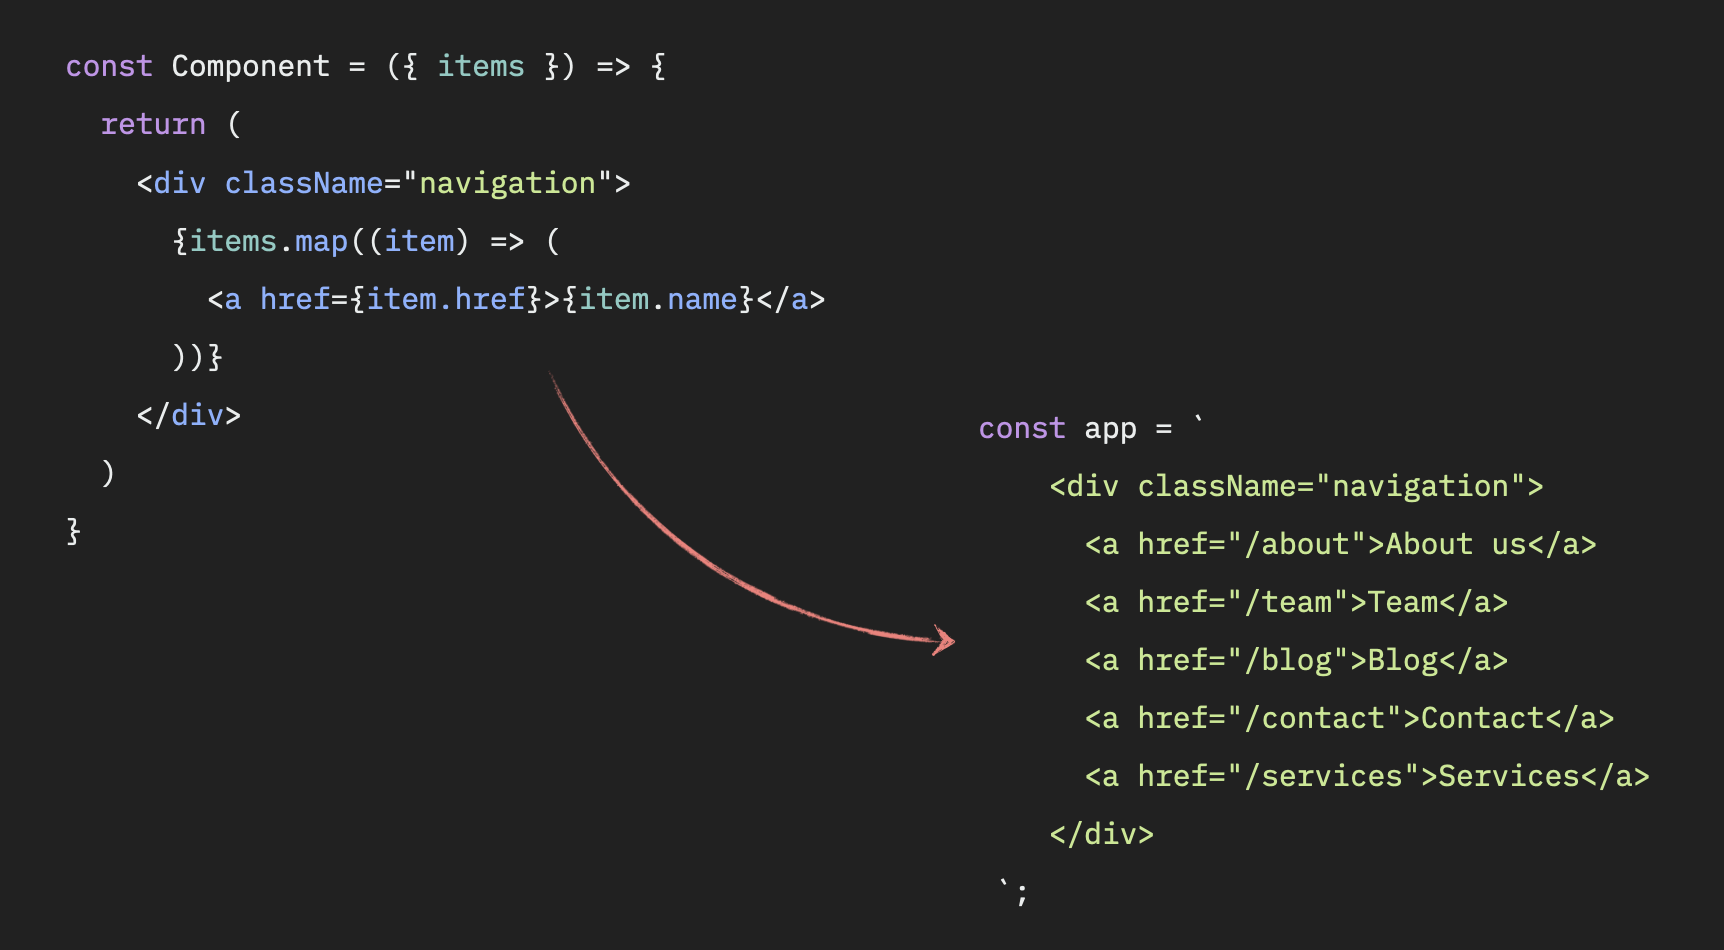 const Component = ({ items }) => {
  return (
    <div className="navigation">
      {items.map((item) => (
        <a href={item.href}>{item.name}</a>
      ))}
    </div>
  )
}
const app = `
    <div className="navigation">
      <a href="/about">About us</a>
      <a href="/team">Team</a>
      <a href="/blog">Blog</a>
      <a href="/contact">Contact</a>
      <a href="/services">Services</a>
    </div>
 `;